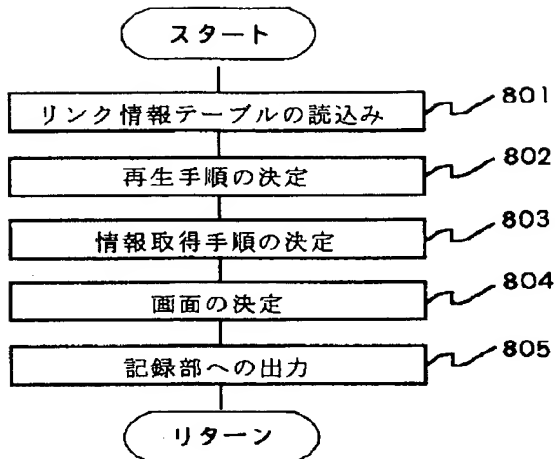 スタート
リンク情報テーブルの読込み 801
再生手順の決定 802
情報取得手順の決定 803
画面の決定 804
記録部への出力 805
リターン